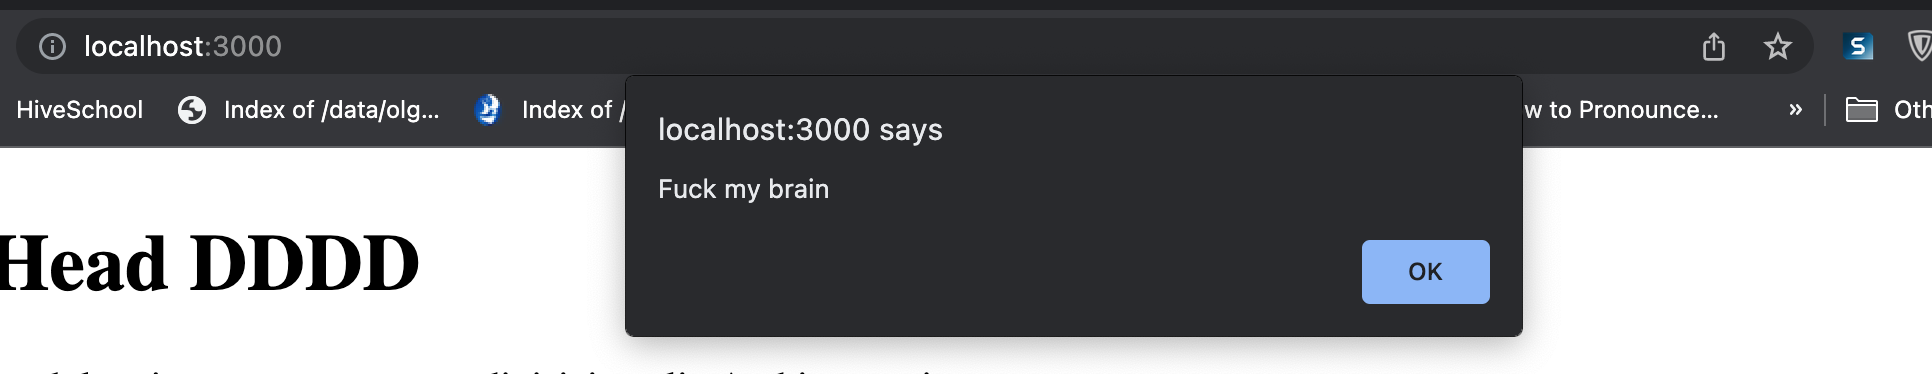 localhost:3000
HiveSchool Index of /data/olg... Index of / w to Pronounce... » Oth
localhost:3000 says
Fuck my brain
OK
Head DDDD